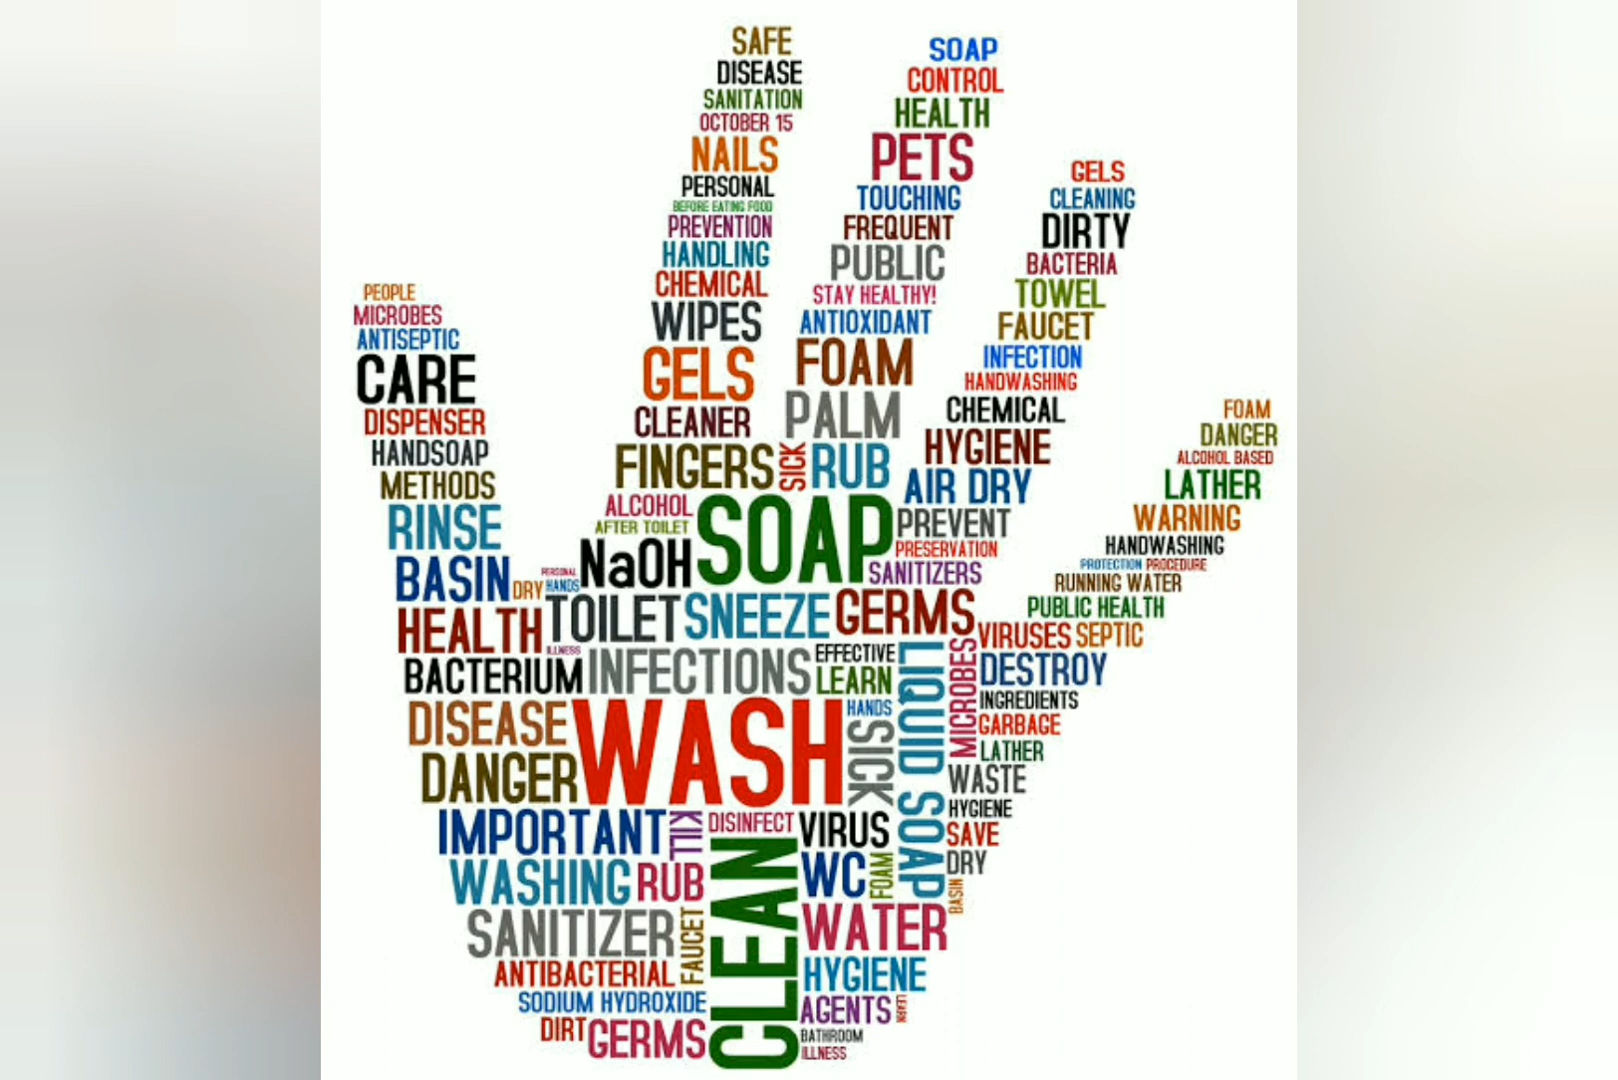 SAFE
DISEASE
SANITATION
OCTOBER 15
NAILS
PERSONAL
BEFORE EATING FOOD
PREVENTION
HANDLING
CHEMICAL
WIPES
GELS
CLEANER
FINGERS
SICK
SOAP
CONTROL
HEALTH
PETS
TOUCHING
FREQUENT
PUBLIC
STAY HEALTHY!
ANTIOXIDANT
FOAM
PALM
RUB
GELS
CLEANING
DIRTY
BACTERIA
TOWEL
FAUCET
INFECTION
HANDWASHING
CHEMICAL
HYGIENE
AIR DRY
PREVENT
PRESERVATION
SANITIZERS
FOAM
DANGER
ALCOHOL BASED
LATHER
WARNING
HANDWASHING
PROTECTION PROCEDURE
RUNNING WATER
PUBLIC HEALTH
VIRUSES SEPTIC
DESTROY
INGREDIENTS
GARBAGE
LATHER
WASTE
HYGIENE
SAVE
DRY
BASIN
PEOPLE
MICROBES
ANTISEPTIC
CARE
DISPENSER
HANDSOAP
METHODS
RINSE
BASIN
DRY
PERSONAL
HANDS
ALCOHOL
AFTER TOILET
NaOH
SOAP
HEALTH
TOILET
SNEEZE
GERMS
ILLNESS
BACTERIUM
INFECTIONS
EFFECTIVE
LEARN
LIQUID SOAP
MICROBES
DISEASE
WASH
HANDS
SICK
DANGER
IMPORTANT
KILL
DISINFECT
VIRUS
WASHING
RUB
CLEAN
WC
FOAM
SANITIZER
FAUCET
WATER
ANTIBACTERIAL
HYGIENE
SODIUM HYDROXIDE
AGENTS
LEARN
DIRT
GERMS
BATHROOM
ILLNESS